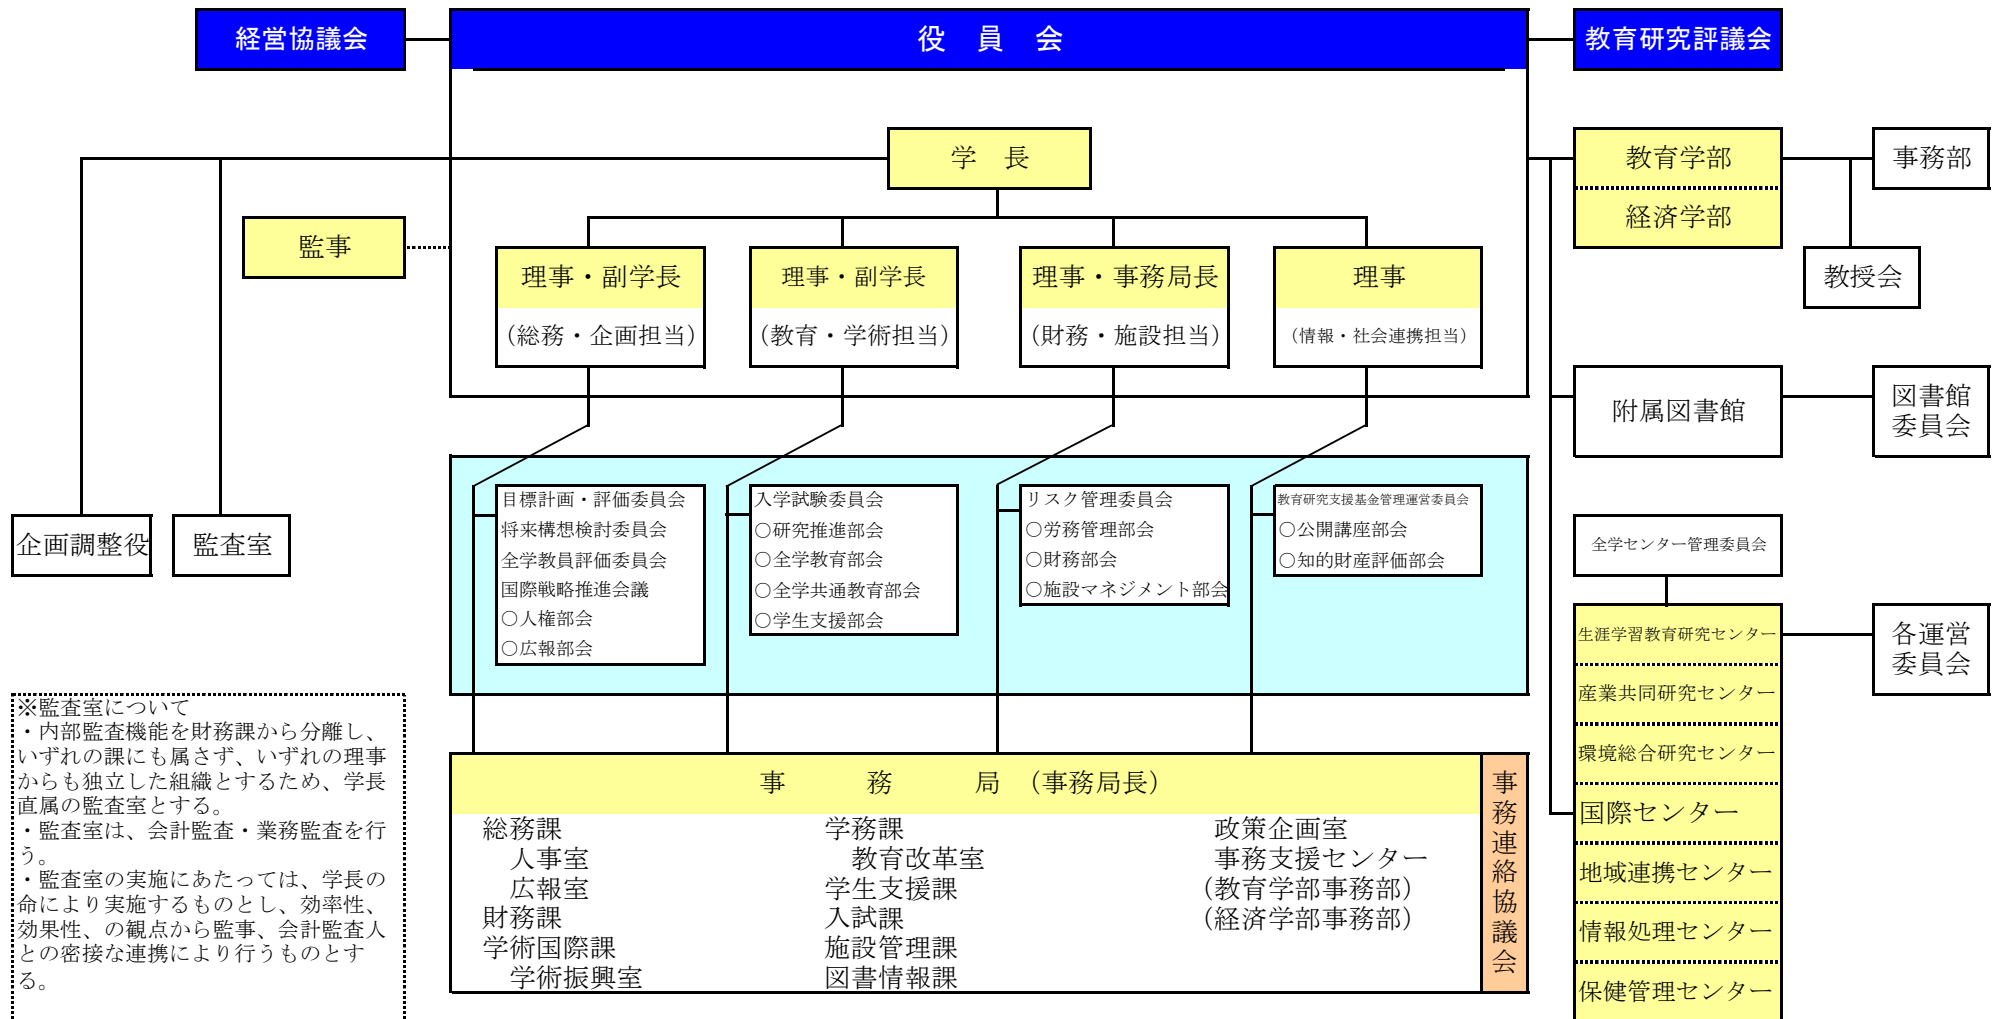 経営協議会
役　員　会
教育研究評議会
学　長
教育学部
経済学部
事務部
教授会
監事
理事・副学長
(総務・企画担当)
理事・副学長
(教育・学術担当)
理事・事務局長
(財務・施設担当)
理事
(情報・社会連携担当)
附属図書館
図書館
委員会
企画調整役
監査室
目標計画・評価委員会
将来構想検討委員会
全学教員評価委員会
国際戦略推進会議
○人権部会
○広報部会
入学試験委員会
○研究推進部会
○全学教育部会
○全学共通教育部会
○学生支援部会
リスク管理委員会
○労務管理部会
○財務部会
○施設マネジメント部会
教育研究支援基金管理運営委員会
○公開講座部会
○知的財産評価部会
全学センター管理委員会
生涯学習教育研究センター
産業共同研究センター
環境総合研究センター
国際センター
地域連携センター
情報処理センター
保健管理センター
各運営
委員会
※監査室について
・内部監査機能を財務課から分離し、
いずれの課にも属さず、いずれの理事
からも独立した組織とするため、学長
直属の監査室とする。
・監査室は、会計監査・業務監査を行
う。
・監査室の実施にあたっては、学長の
命により実施するものとし、効率性、
効果性、の観点から監事、会計監査人
との密接な連携により行うものとす
る。
事　務　局　(事務局長)
総務課
人事室
広報室
財務課
学術国際課
学術振興室
学務課
教育改革室
学生支援課
入試課
施設管理課
図書情報課
政策企画室
事務支援センター
(教育学部事務部)
(経済学部事務部)
事務連絡協議会